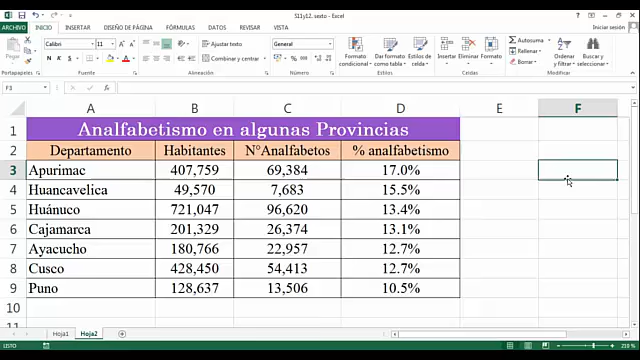 S11y12. sexto - Excel
ARCHIVO INICIO INSERTAR DISEÑO DE PÁGINA FÓRMULAS DATOS REVISAR VISTA Iniciar sesión
Pegar Calibri 11 Ajustar texto General Formato condicional Dar formato como tabla Estilos de celda Insertar Eliminar Formato Autosuma Ordenar y filtrar Buscar y seleccionar
Rellenar
N K S Combinar y centrar Borrar
Portapapeles Fuente Alineación Número Estilos Celdas Modificar
F3
A B C D E F
1 Analfabetismo en algunas Provincias
2 Departamento Habitantes N°Analfabetos % analfabetismo
3 Apurimac 407,759 69,384 17.0%
4 Huancavelica 49,570 7,683 15.5%
5 Huánuco 721,047 96,620 13.4%
6 Cajamarca 201,329 26,374 13.1%
7 Ayacucho 180,766 22,957 12.7%
8 Cusco 428,450 54,413 12.7%
9 Puno 128,637 13,506 10.5%
10
11
Hoja1 Hoja2
LISTO